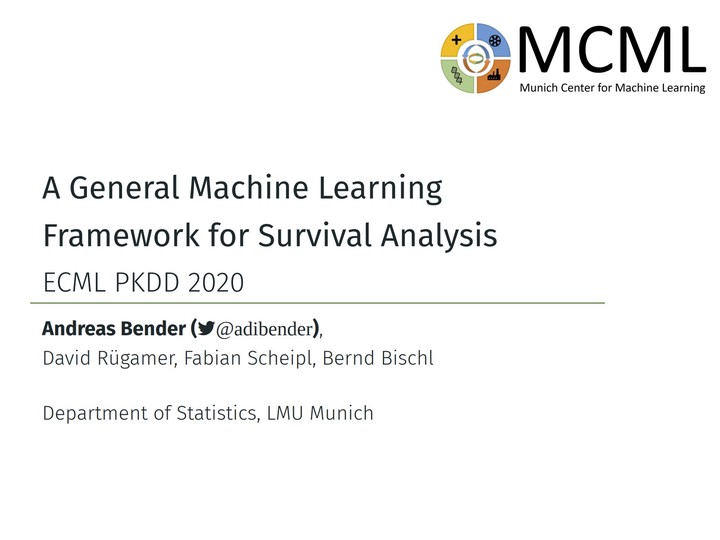 MCML
Munich Center for Machine Learning
A General Machine Learning
Framework for Survival Analysis
ECML PKDD 2020
Andreas Bender (@adibender),
David Rügamer, Fabian Scheipl, Bernd Bischl
Department of Statistics, LMU Munich